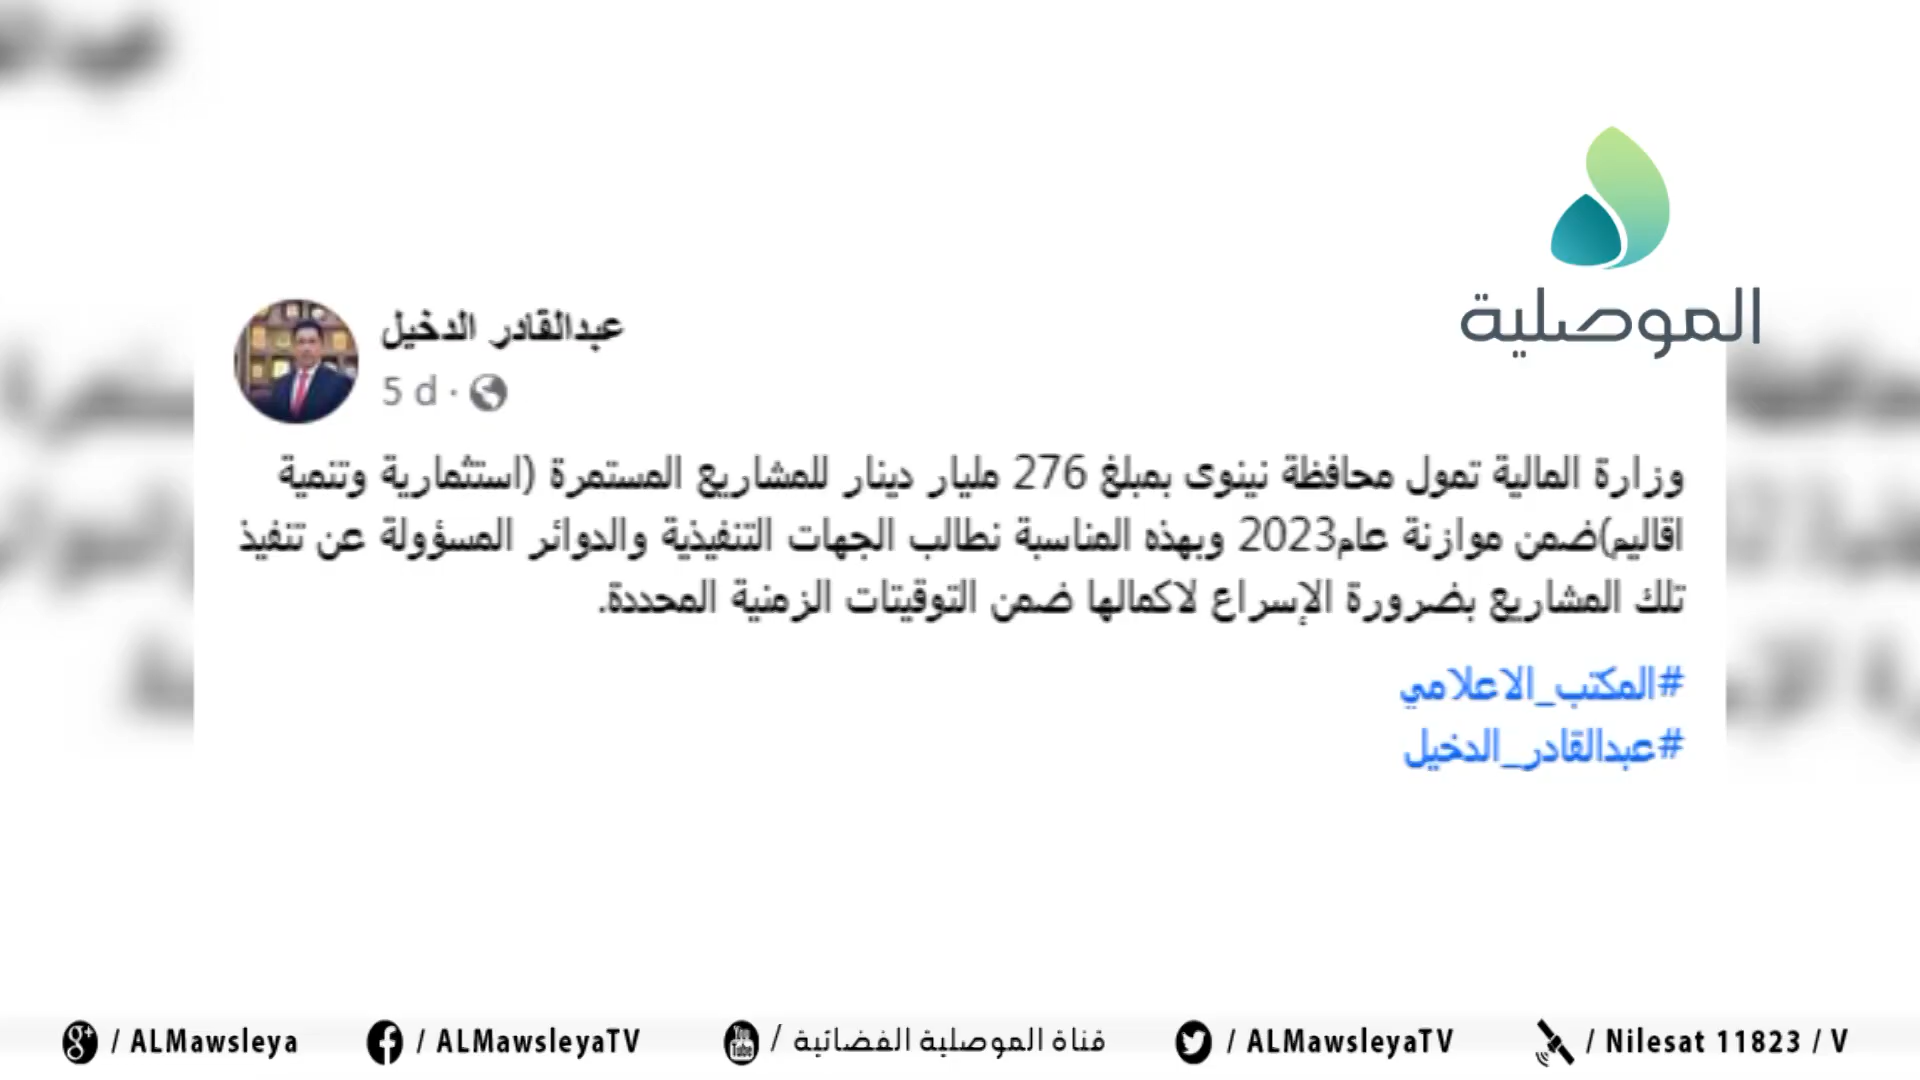 الموصلية
عبدالقادر الدخيل
5 d ·
وزارة المالية تمول محافظة نينوى بمبلغ 276 مليار دينار للمشاريع المستمرة (استثمارية وتنمية
اقاليم)ضمن موازنة عام2023 وبهذه المناسبة نطالب الجهات التنفيذية والدوائر المسؤولة عن تنفيذ
تلك المشاريع بضرورة الإسراع لاكمالها ضمن التوقيتات الزمنية المحددة.
#المكتب_الاعلامي
#عبدالقادر_الدخيل
/ ALMawsleya / ALMawsleyaTV You Tube / قناة الموصلية الفضائية / ALMawsleyaTV / Nilesat 11823 / V